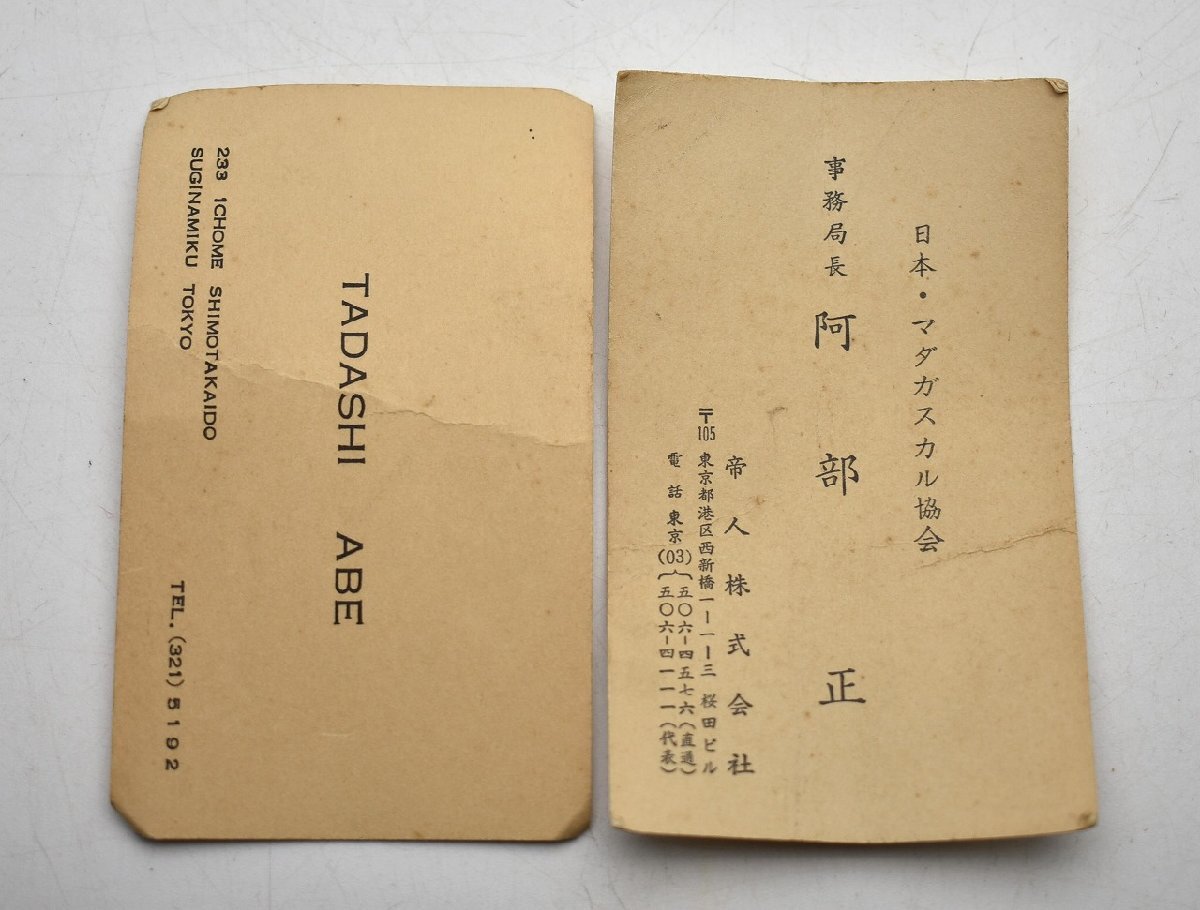 TADASHI ABE
233 1CHOME SHIMOTAKAIDO
SUGINAMIKU TOKYO
TEL. (321) 5192
日本・マダガスカル協会
事務局長 阿部正
帝人株式会社
〒105 東京都港区西新橋一ー一ー三 桜田ビル
電話東京(03)
五〇六ー四五七六(直通)
五〇六ー四一一一(代表)